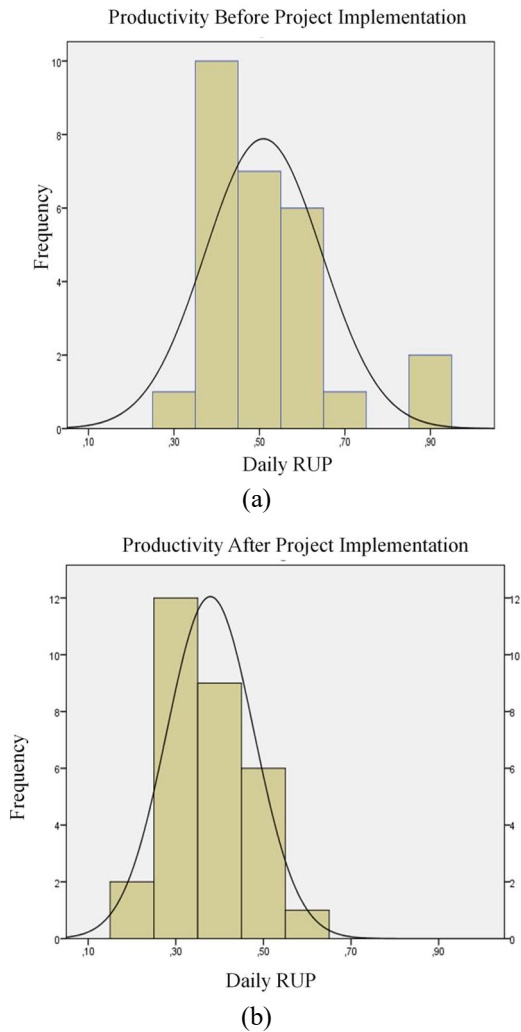 Productivity Before Project Implementation
10
8
6
4
2
0
Frequency
,10 ,30 ,50 ,70 ,90
Daily RUP
(a)
Productivity After Project Implementation
12 12
10 10
8 8
6 6
4 4
2 2
0 0
Frequency
,10 ,30 ,50 ,70 ,90
Daily RUP
(b)